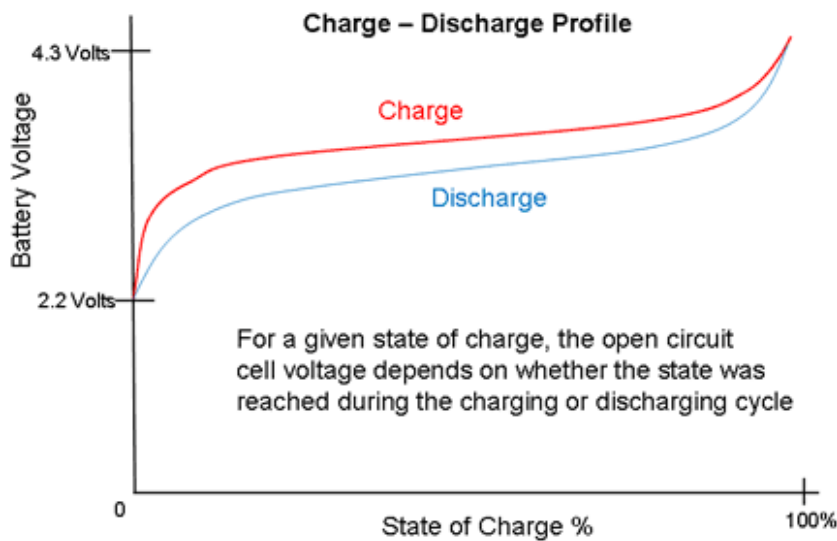 Charge – Discharge Profile
4.3 Volts
Charge
Battery Voltage
Discharge
2.2 Volts
For a given state of charge, the open circuit
cell voltage depends on whether the state was
reached during the charging or discharging cycle
0
100%
State of Charge %